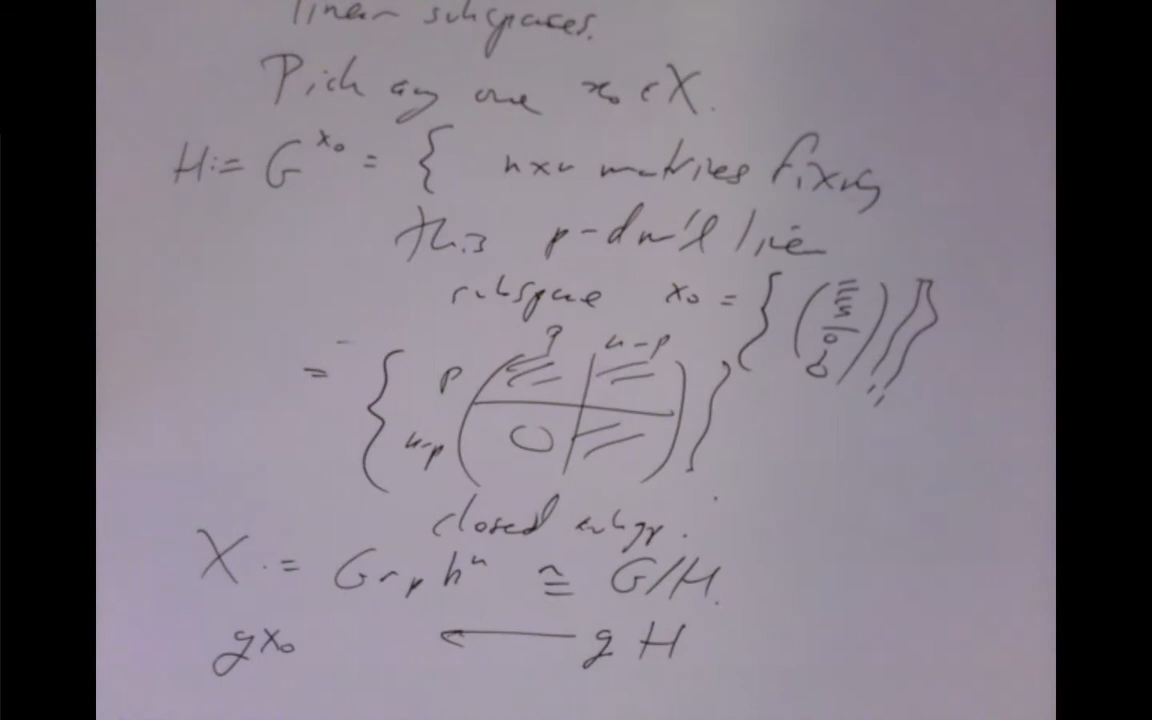 linear subspaces.
Pick any one x₀ ∈ X.
H := G^{x₀} = { n×n matrices fixing
this p-dim'l line
subspace x₀ = { ( ≡ / 0 0 ) } }
= { p n-p ( p n-p 0 ) }
closed subgr.
X := Gr_p k^n ≅ G/H.
gx₀ ⟵ gH